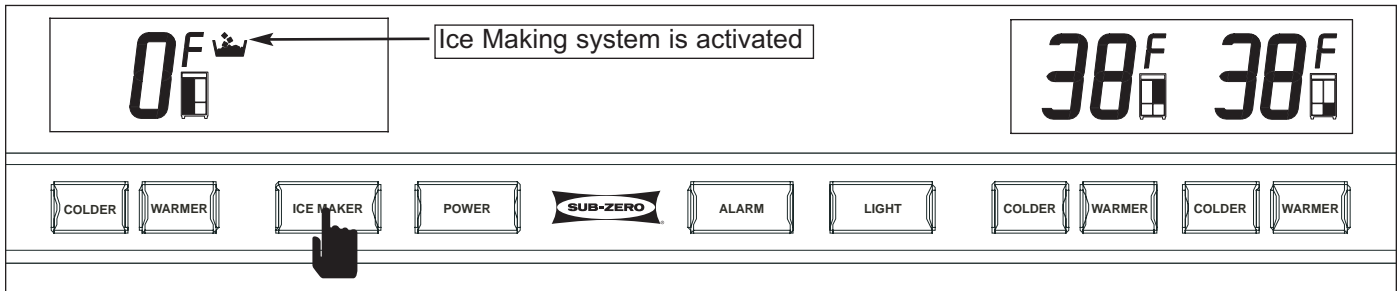 0F
Ice Making system is activated
38F 38F
COLDER WARMER ICE MAKER POWER SUB-ZERO ® ALARM LIGHT COLDER WARMER COLDER WARMER